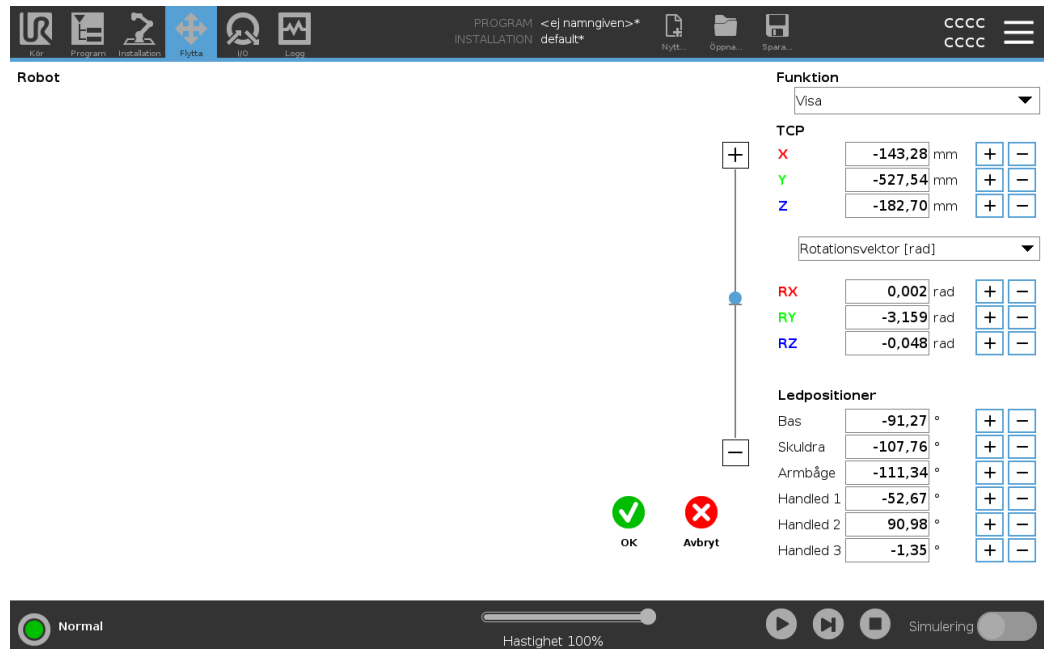 UR
Kör
Program
Installation
Flytta
I/O
Logg
PROGRAM <ej namngiven>*
INSTALLATION default*
Nytt...
Öppna...
Spara...
CCCC
CCCC
Robot
Funktion
Visa
TCP
X -143,28 mm + −
Y -527,54 mm + −
Z -182,70 mm + −
Rotationsvektor [rad]
RX 0,002 rad + −
RY -3,159 rad + −
RZ -0,048 rad + −
Ledpositioner
Bas -91,27 ° + −
Skuldra -107,76 ° + −
Armbåge -111,34 ° + −
Handled 1 -52,67 ° + −
Handled 2 90,98 ° + −
Handled 3 -1,35 ° + −
OK
Avbryt
Normal
Hastighet 100%
Simulering